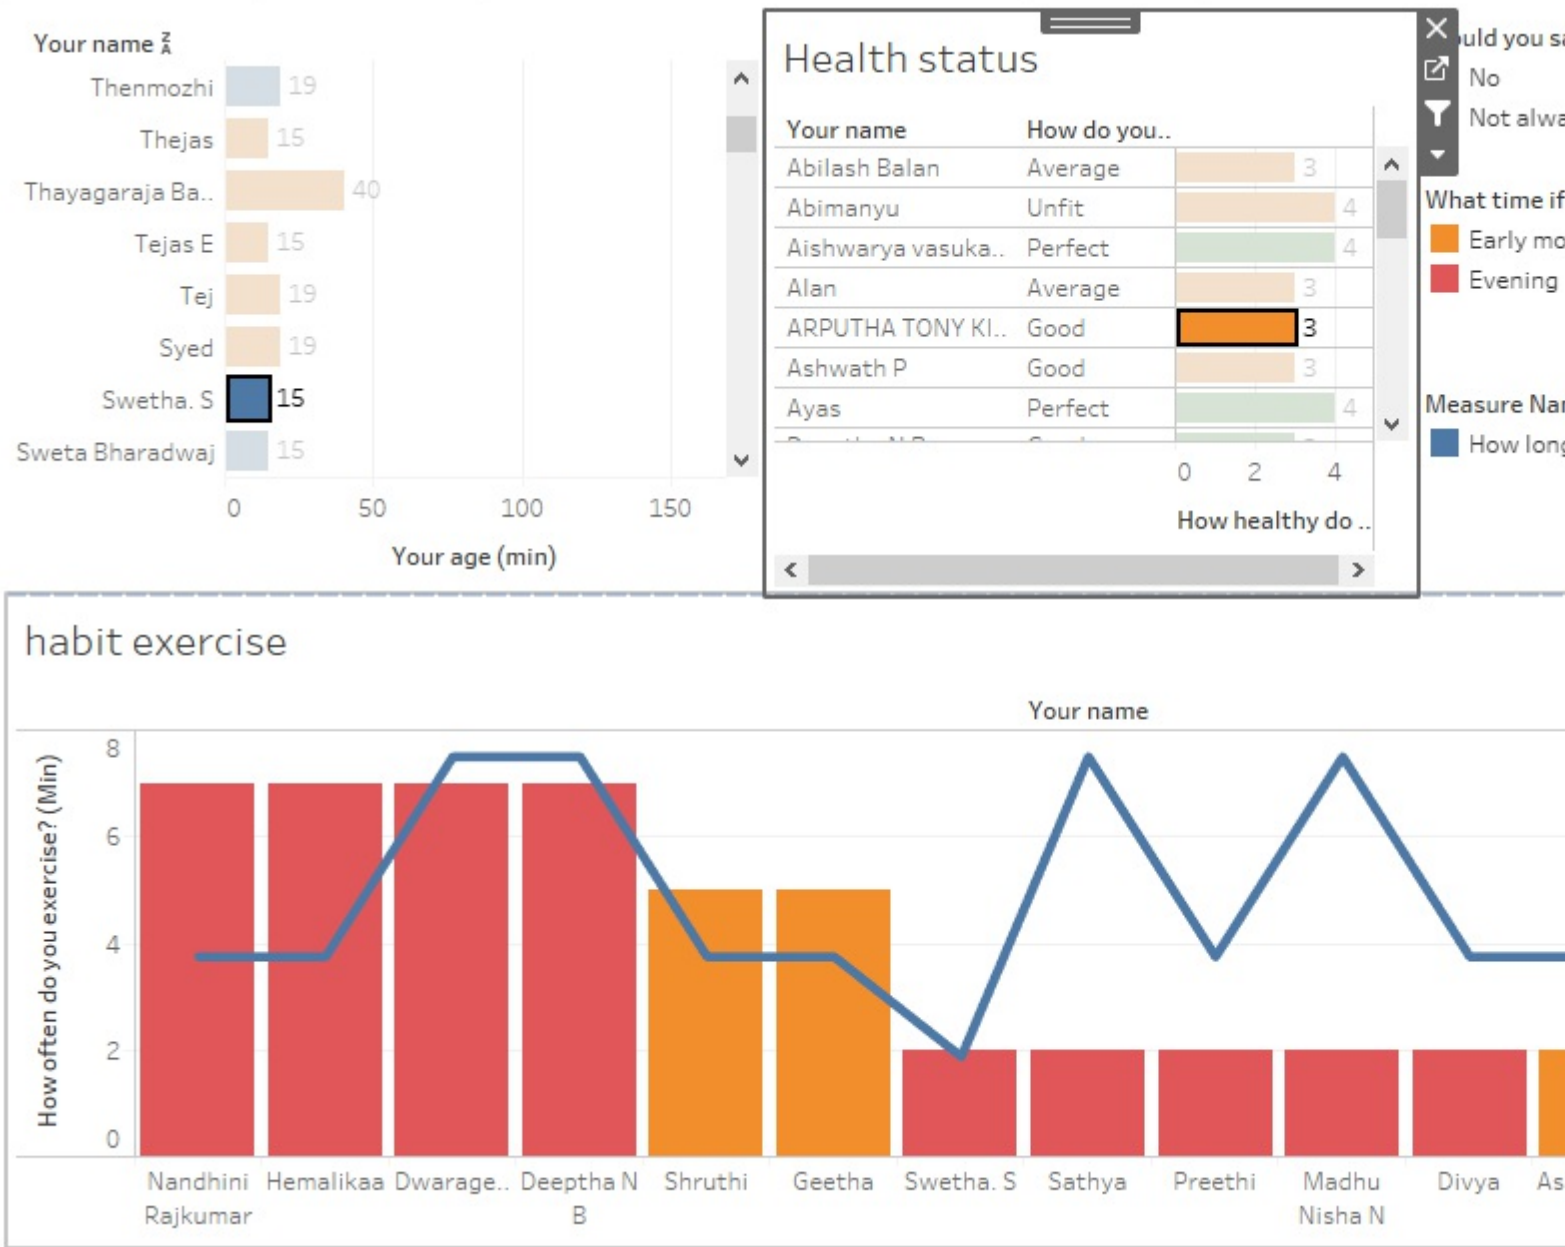 Your name
Thenmozhi 19
Thejas 15
Thayagaraja Ba.. 40
Tejas E 15
Tej 19
Syed 19
Swetha. S 15
Sweta Bharadwaj 15
0 50 100 150
Your age (min)
Health status
Your name How do you..
Abilash Balan Average 3
Abimanyu Unfit 4
Aishwarya vasuka.. Perfect 4
Alan Average 3
ARPUTHA TONY KI.. Good 3
Ashwath P Good 3
Ayas Perfect 4
0 2 4
How healthy do ..
ould you sa
No
Not alwa
What time if
Early mo
Evening
Measure Nam
How long
habit exercise
Your name
How often do you exercise? (Min)
8
6
4
2
0
Nandhini Rajkumar
Hemalikaa
Dwarage..
Deeptha N B
Shruthi
Geetha
Swetha. S
Sathya
Preethi
Madhu Nisha N
Divya
As